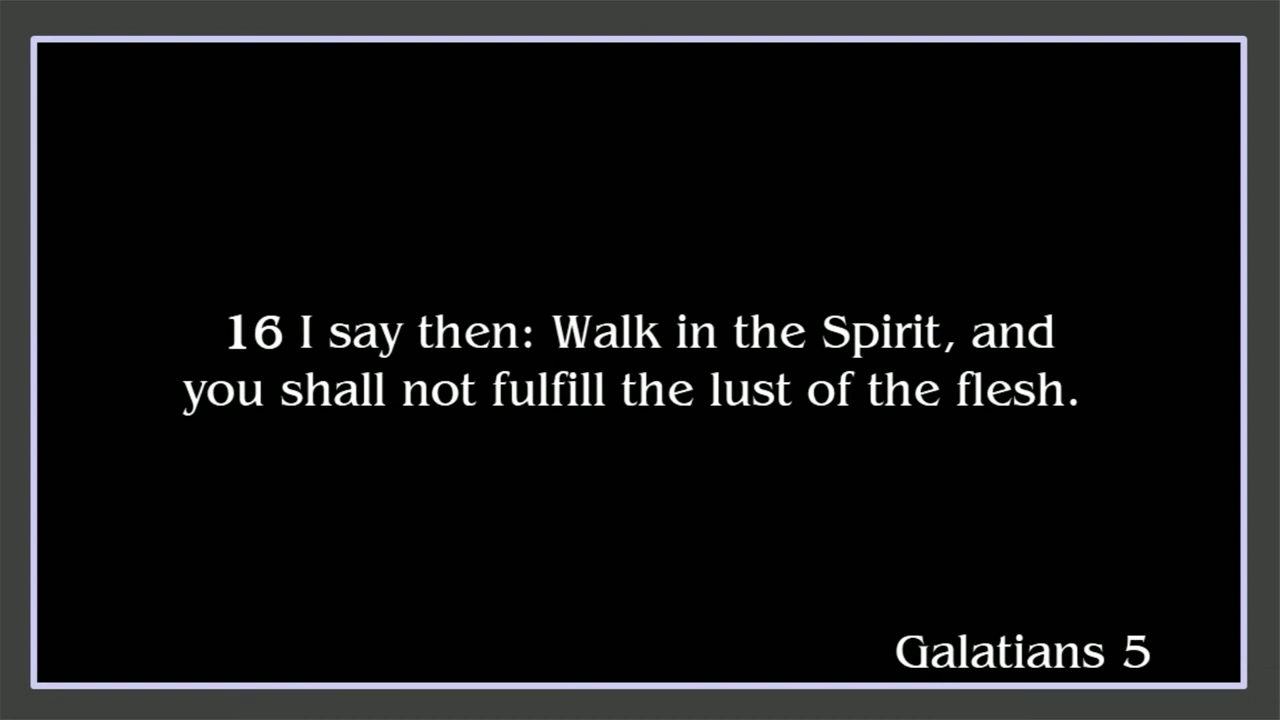 16 I say then: Walk in the Spirit, and
you shall not fulfill the lust of the flesh.
Galatians 5